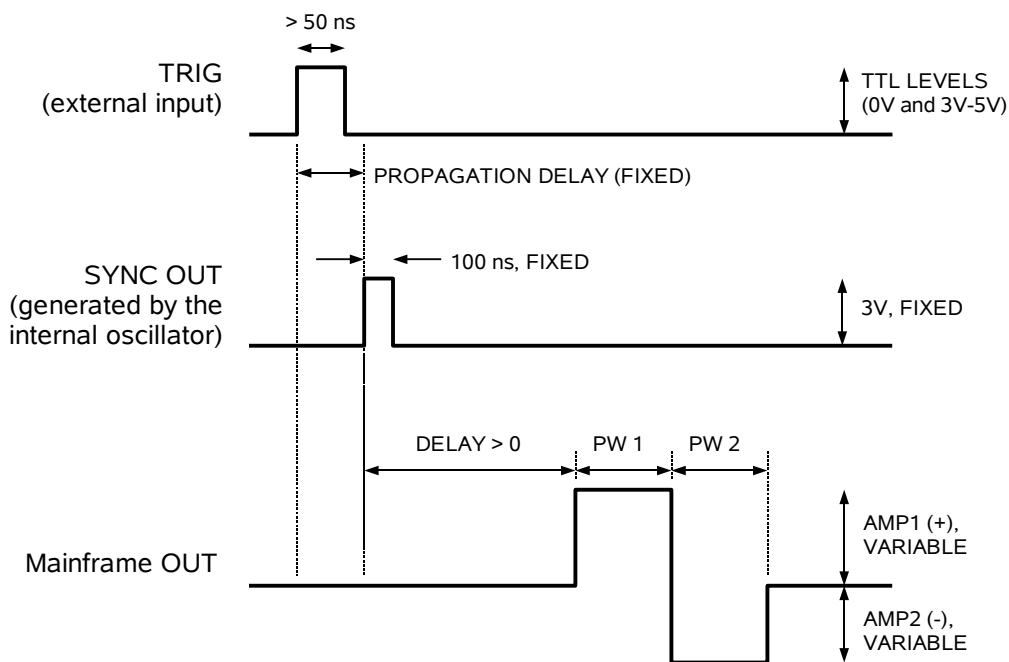 > 50 ns
TRIG
(external input)
TTL LEVELS
(0V and 3V-5V)
PROPAGATION DELAY (FIXED)
100 ns, FIXED
SYNC OUT
(generated by the
internal oscillator)
3V, FIXED
DELAY > 0
PW 1
PW 2
Mainframe OUT
AMP1 (+),
VARIABLE
AMP2 (-),
VARIABLE